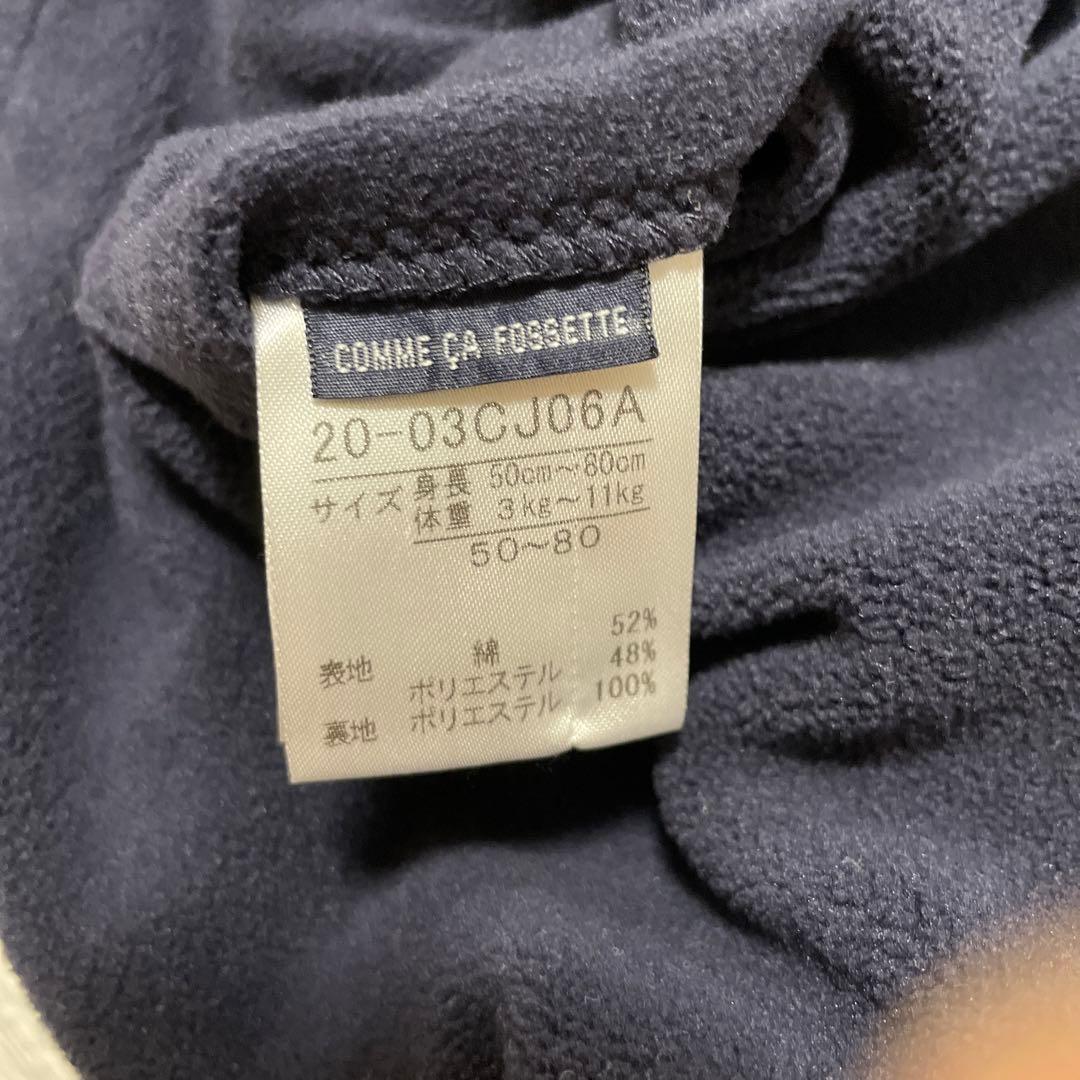 COMME ÇA FOSSETTE
20-03CJ06A
サイズ 身長 50cm～80cm
体重 3kg～11kg
50～80
表地 綿 52%
ポリエステル 48%
裏地 ポリエステル 100%